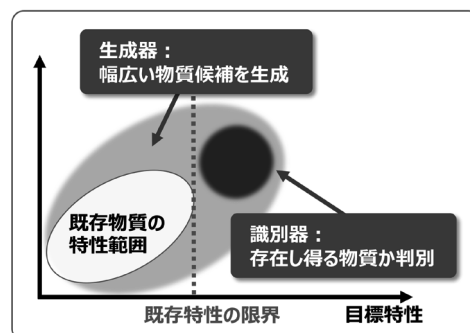 生成器：
幅広い物質候補を生成
既存物質の
特性範囲
識別器：
存在し得る物質か判別
既存特性の限界
目標特性